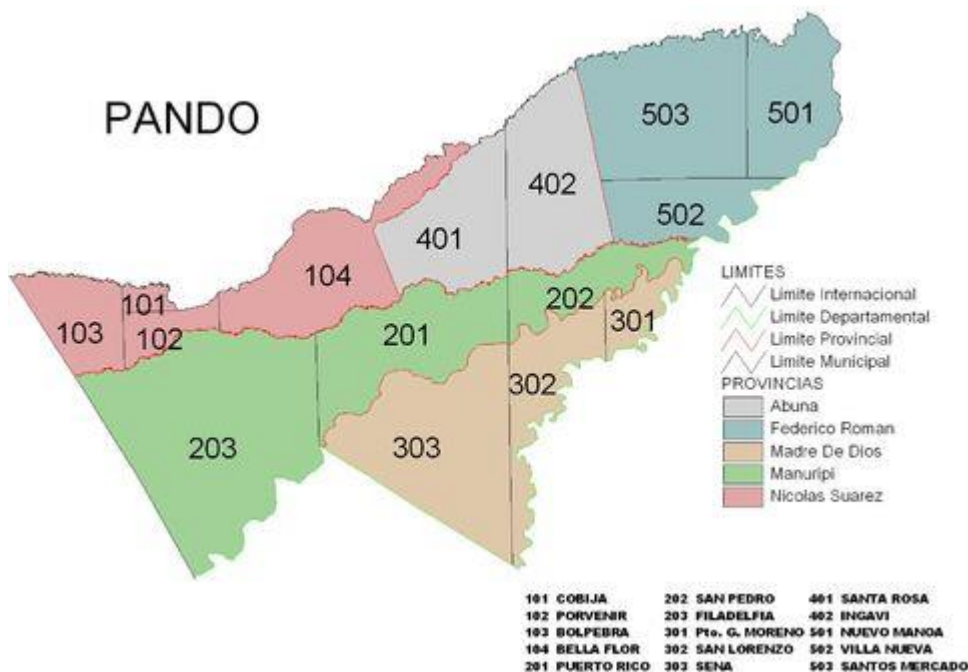 PANDO
503
501
402
502
401
104
101
103
102
202
201
301
302
203
303
LIMITES
Limite Internacional
Limite Departamental
Limite Provincial
Limite Municipal
PROVINCIAS
Abuna
Federico Roman
Madre De Dios
Manuripi
Nicolas Suarez
101 COBIJA 202 SAN PEDRO 401 SANTA ROSA
102 PORVENIR 203 FILADELFIA 402 INGAVI
103 BOLPEBRA 301 Pto. G. MORENO 501 NUEVO MANOA
104 BELLA FLOR 302 SAN LORENZO 502 VILLA NUEVA
201 PUERTO RICO 303 SENA 503 SANTOS MERCADO